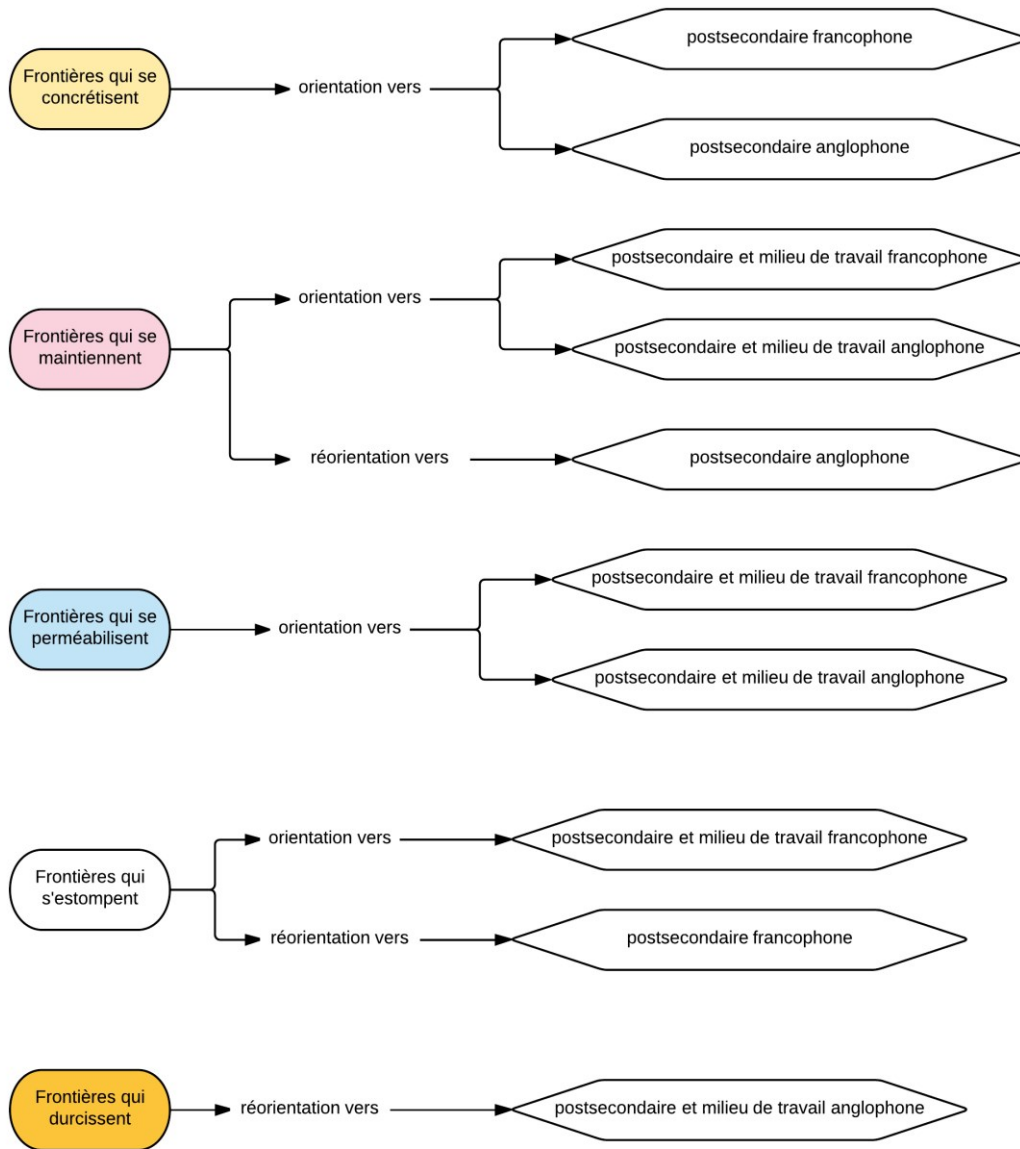 postsecondaire francophone
Frontières qui se
concrétisent
orientation vers
postsecondaire anglophone
postsecondaire et milieu de travail francophone
orientation vers
Frontières qui se
maintiennent
postsecondaire et milieu de travail anglophone
réorientation vers
postsecondaire anglophone
postsecondaire et milieu de travail francophone
Frontières qui se
perméabilisent
orientation vers
postsecondaire et milieu de travail anglophone
orientation vers
postsecondaire et milieu de travail francophone
Frontières qui
s'estompent
réorientation vers
postsecondaire francophone
Frontières qui
durcissent
réorientation vers
postsecondaire et milieu de travail anglophone